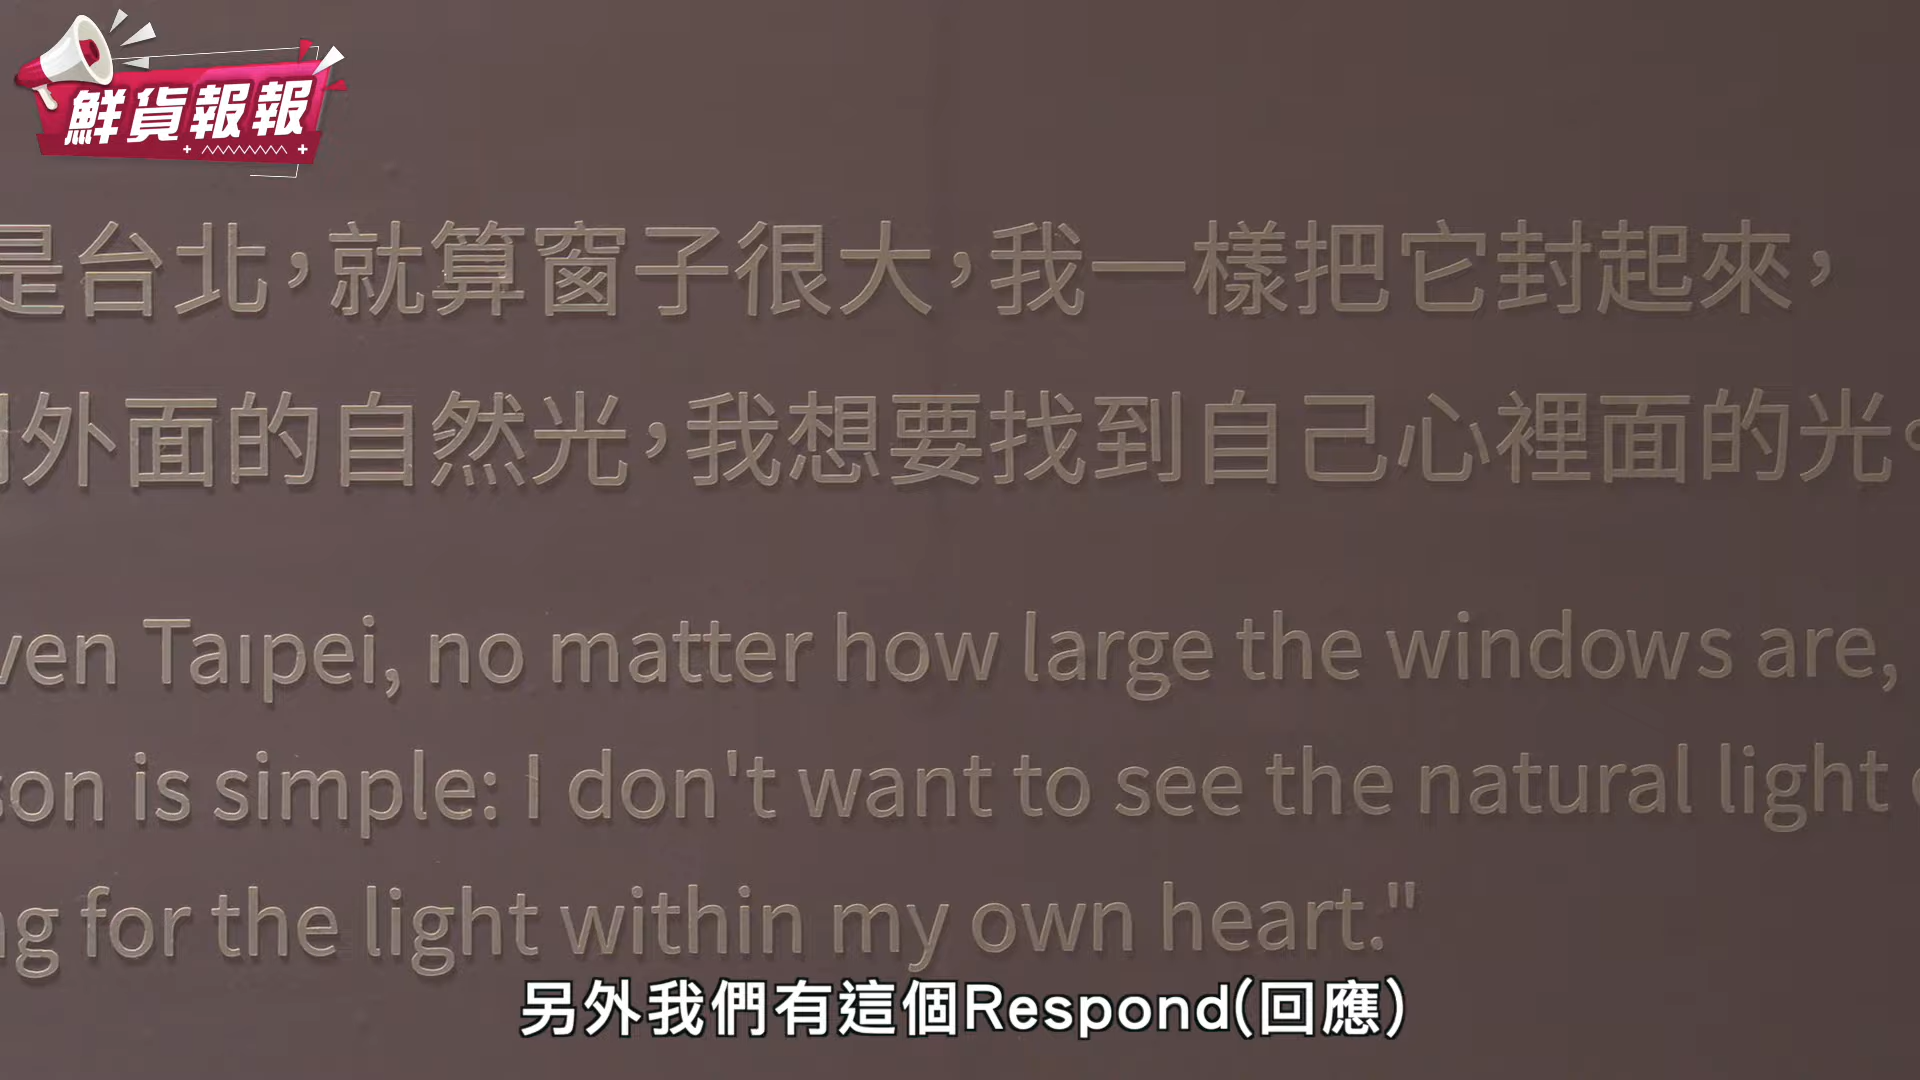 鮮貨報報
是台北，就算窗子很大，我一樣把它封起來，
外面的自然光，我想要找到自己心裡面的光。
ven Taipei, no matter how large the windows are,
son is simple: I don't want to see the natural light
ng for the light within my own heart."
另外我們有這個Respond(回應)